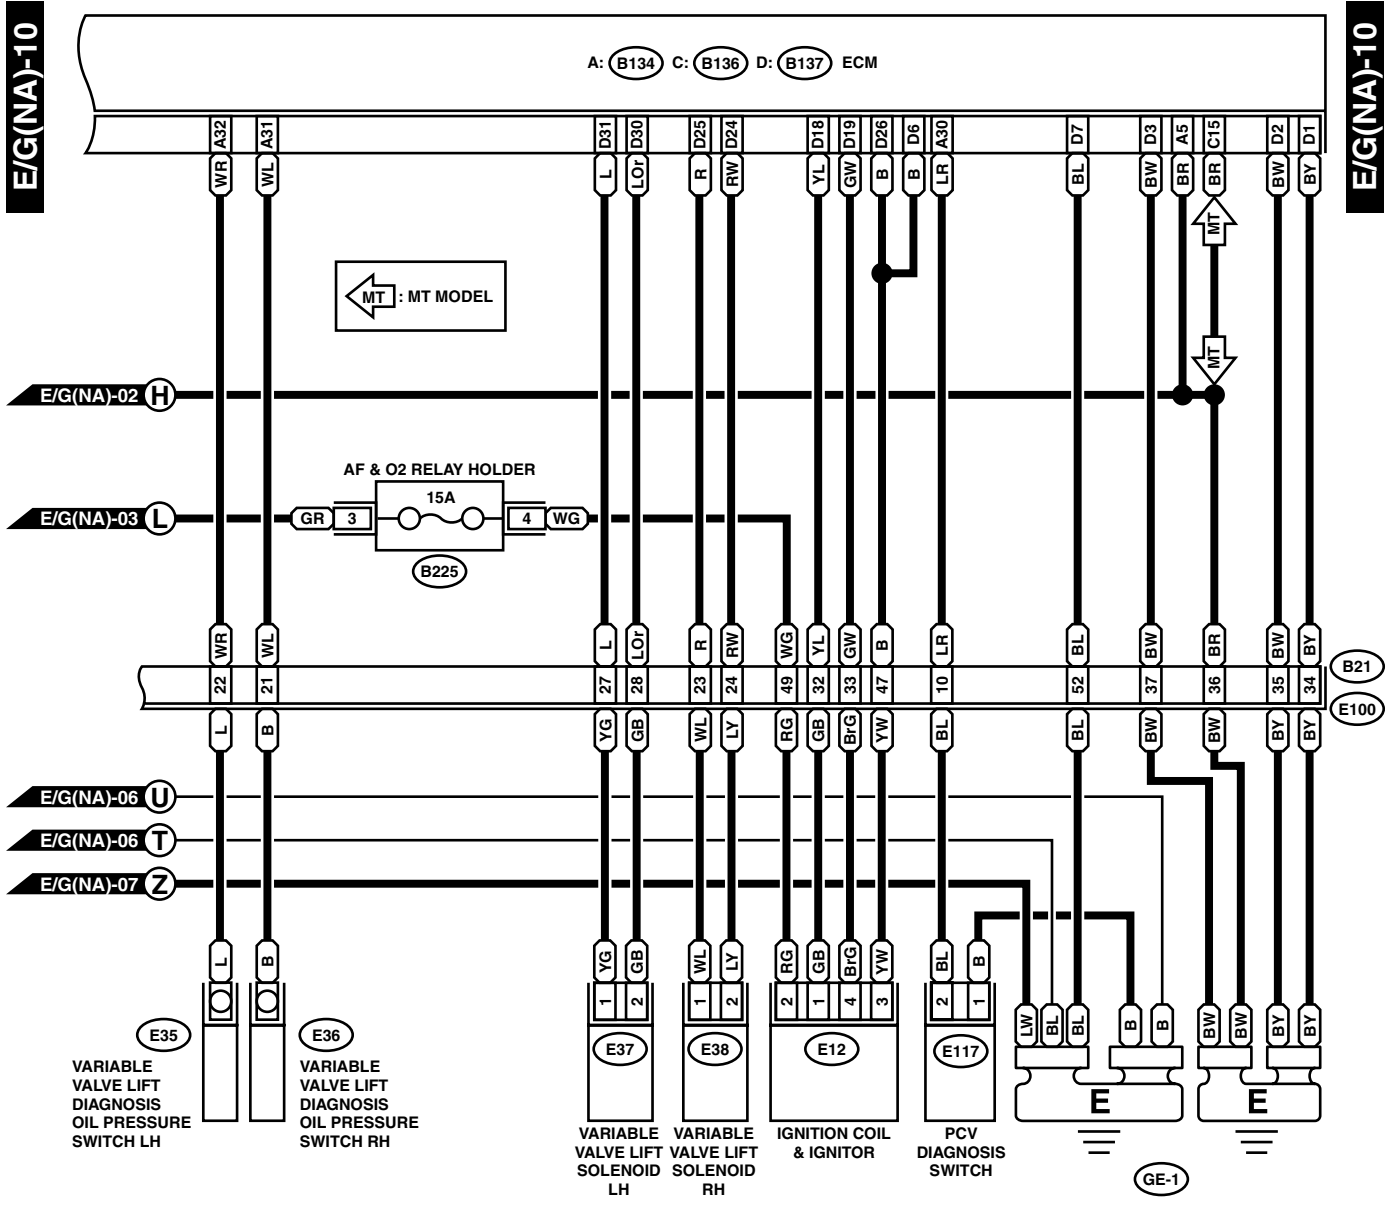 E/G(NA)-10
E/G(NA)-10
A: B134 C: B136 D: B137 ECM
A32 A31 D31 D30 D25 D24 D18 D19 D26 D6 A30 D7 D3 A5 C15 D2 D1
WR WL L LOr R RW YL GW B B LR BL BW BR BR BW BY
MT
MT : MT MODEL
MT
E/G(NA)-02 H
AF & O2 RELAY HOLDER
15A
E/G(NA)-03 L GR 3 4 WG
B225
WR WL L LOr R RW WG YL GW B LR BL BW BR BW BY
B21
22 21 27 28 23 24 49 32 33 47 10 52 37 36 35 34
E100
L B YG GB WL LY RG GB BrG YW BL BL BW BW BY BY
E/G(NA)-06 U
E/G(NA)-06 T
E/G(NA)-07 Z
L B YG GB WL LY RG GB BrG YW BL B
1 2 1 2 2 1 4 3 2 1
LW BL BL B B BW BW BY BY
E35 E36 E37 E38 E12 E117
VARIABLE
VALVE LIFT
DIAGNOSIS
OIL PRESSURE
SWITCH LH
VARIABLE
VALVE LIFT
DIAGNOSIS
OIL PRESSURE
SWITCH RH
E E
VARIABLE
VALVE LIFT
SOLENOID
LH
VARIABLE
VALVE LIFT
SOLENOID
RH
IGNITION COIL
& IGNITOR
PCV
DIAGNOSIS
SWITCH
GE-1